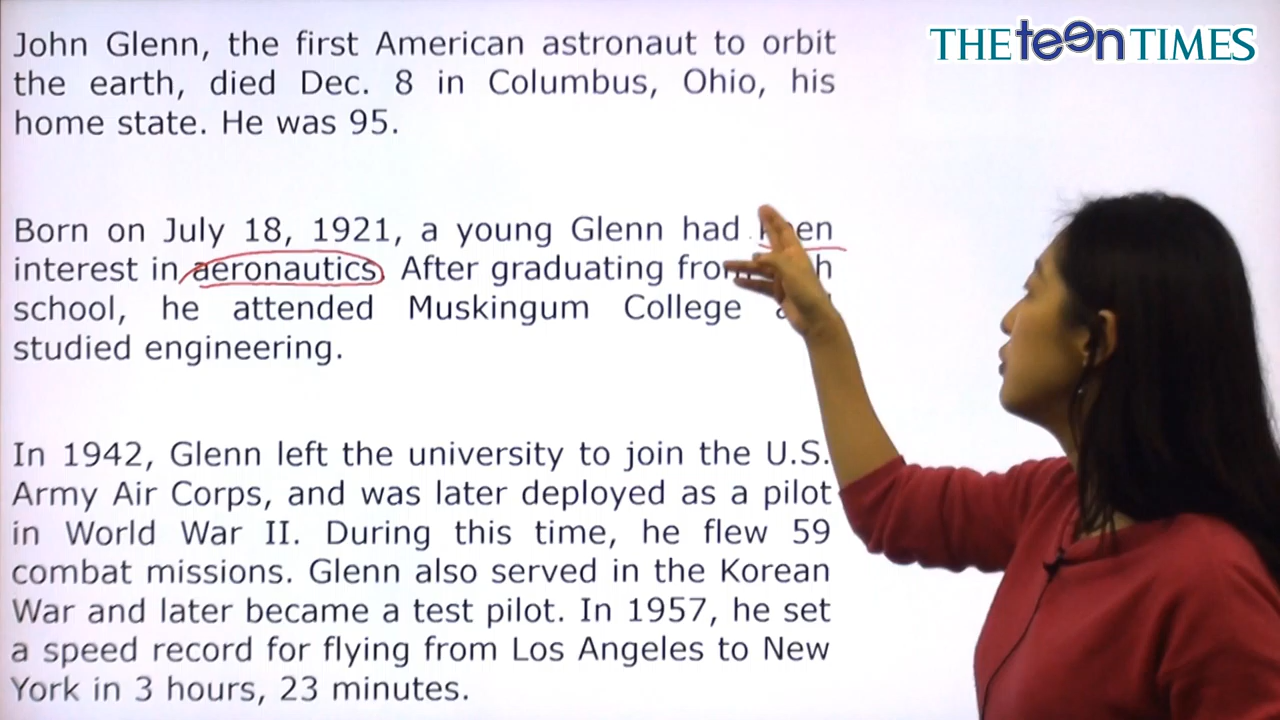 THE teen TIMES
John Glenn, the first American astronaut to orbit
the earth, died Dec. 8 in Columbus, Ohio, his
home state. He was 95.
Born on July 18, 1921, a young Glenn had
interest in aeronautics. After graduating from
school, he attended Muskingum College
studied engineering.
In 1942, Glenn left the university to join the U.S.
Army Air Corps, and was later deployed as a pilot
in World War II. During this time, he flew 59
combat missions. Glenn also served in the Korean
War and later became a test pilot. In 1957, he set
a speed record for flying from Los Angeles to New
York in 3 hours, 23 minutes.